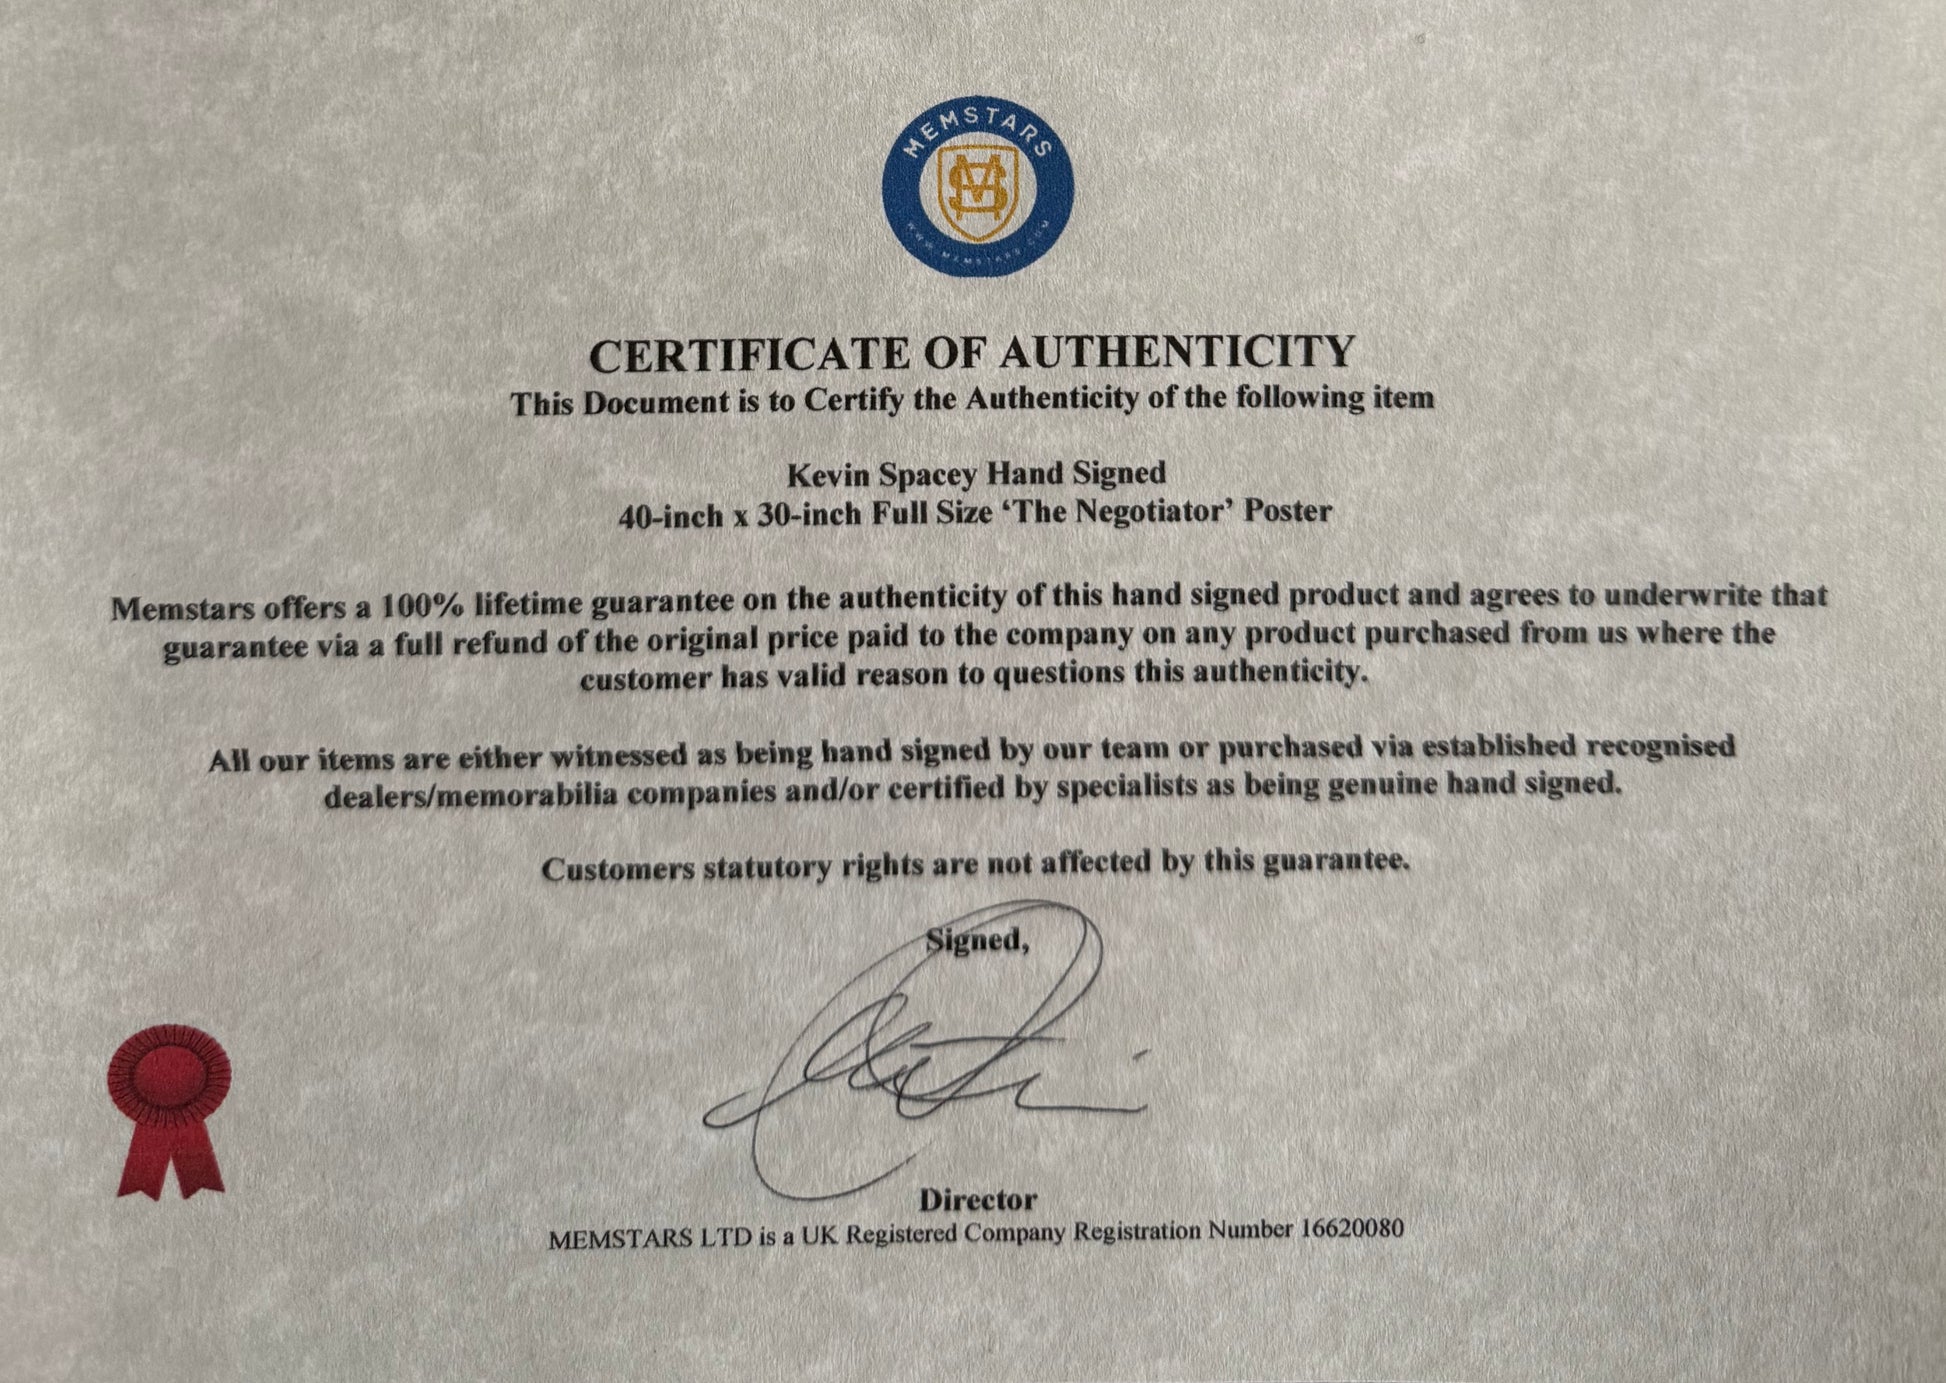 MEMSTARS
WWW.MEMSTARS.COM
CERTIFICATE OF AUTHENTICITY
This Document is to Certify the Authenticity of the following item
Kevin Spacey Hand Signed
40-inch x 30-inch Full Size ‘The Negotiator’ Poster
Memstars offers a 100% lifetime guarantee on the authenticity of this hand signed product and agrees to underwrite that
guarantee via a full refund of the original price paid to the company on any product purchased from us where the
customer has valid reason to questions this authenticity.
All our items are either witnessed as being hand signed by our team or purchased via established recognised
dealers/memorabilia companies and/or certified by specialists as being genuine hand signed.
Customers statutory rights are not affected by this guarantee.
Signed,
Director
MEMSTARS LTD is a UK Registered Company Registration Number 16620080